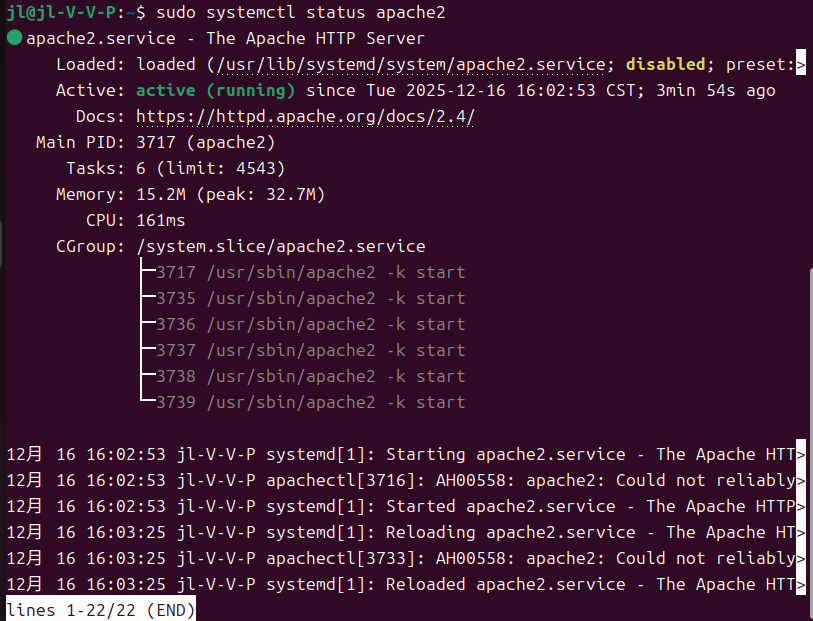 jl@jl-V-V-P:~$ sudo systemctl status apache2
●apache2.service - The Apache HTTP Server
     Loaded: loaded (/usr/lib/systemd/system/apache2.service; disabled; preset:>
     Active: active (running) since Tue 2025-12-16 16:02:53 CST; 3min 54s ago
       Docs: https://httpd.apache.org/docs/2.4/
   Main PID: 3717 (apache2)
      Tasks: 6 (limit: 4543)
     Memory: 15.2M (peak: 32.7M)
        CPU: 161ms
     CGroup: /system.slice/apache2.service
             ├─3717 /usr/sbin/apache2 -k start
             ├─3735 /usr/sbin/apache2 -k start
             ├─3736 /usr/sbin/apache2 -k start
             ├─3737 /usr/sbin/apache2 -k start
             ├─3738 /usr/sbin/apache2 -k start
             └─3739 /usr/sbin/apache2 -k start
12月 16 16:02:53 jl-V-V-P systemd[1]: Starting apache2.service - The Apache HTT>
12月 16 16:02:53 jl-V-V-P apachectl[3716]: AH00558: apache2: Could not reliably>
12月 16 16:02:53 jl-V-V-P systemd[1]: Started apache2.service - The Apache HTTP>
12月 16 16:03:25 jl-V-V-P systemd[1]: Reloading apache2.service - The Apache HT>
12月 16 16:03:25 jl-V-V-P apachectl[3733]: AH00558: apache2: Could not reliably>
12月 16 16:03:25 jl-V-V-P systemd[1]: Reloaded apache2.service - The Apache HTT>
lines 1-22/22 (END)